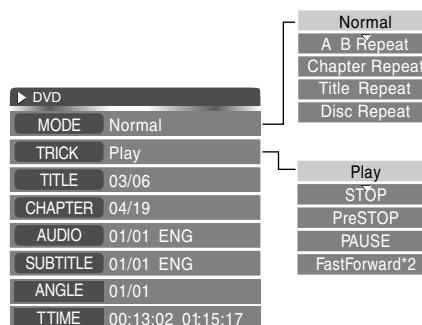 DVD
MODE Normal
TRICK Play
TITLE 03/06
CHAPTER 04/19
AUDIO 01/01 ENG
SUBTITLE 01/01 ENG
ANGLE 01/01
TTIME 00:13:02 01:15:17
Normal
A B Repeat
Chapter Repeat
Title Repeat
Disc Repeat
Play
STOP
PreSTOP
PAUSE
FastForward*2